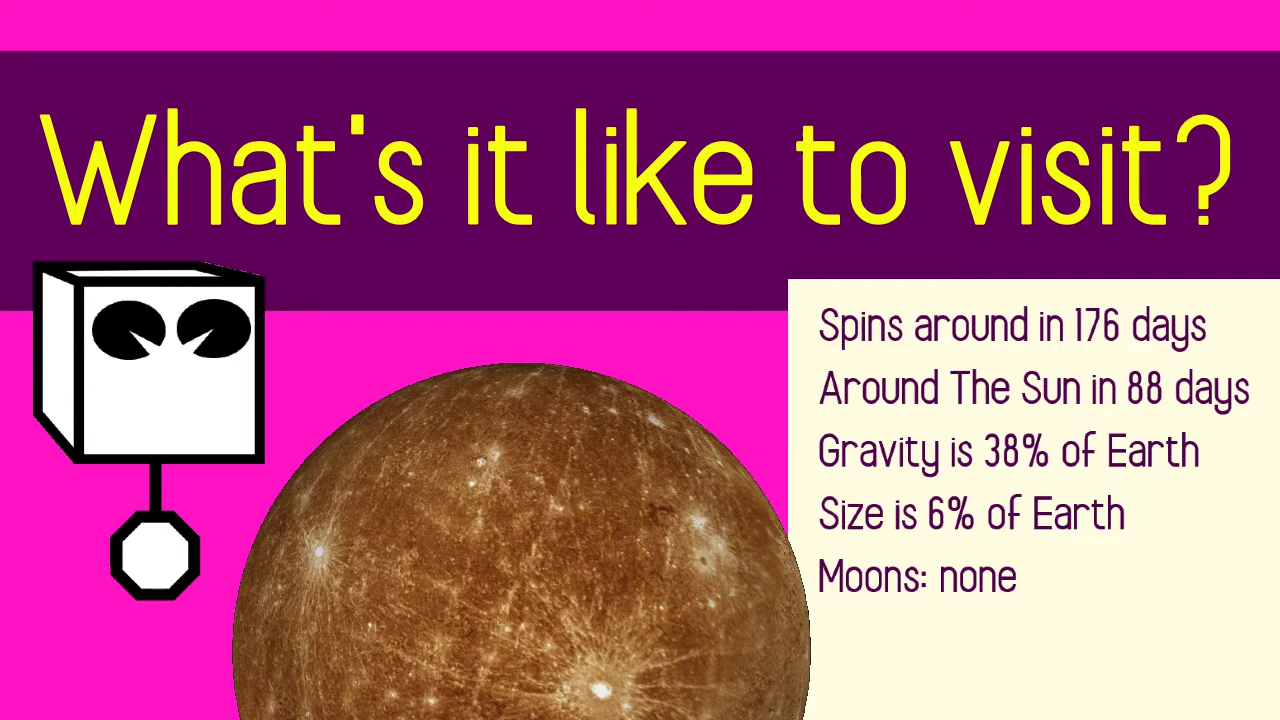 What's it like to visit?
Spins around in 176 days
Around The Sun in 88 days
Gravity is 38% of Earth
Size is 6% of Earth
Moons: none